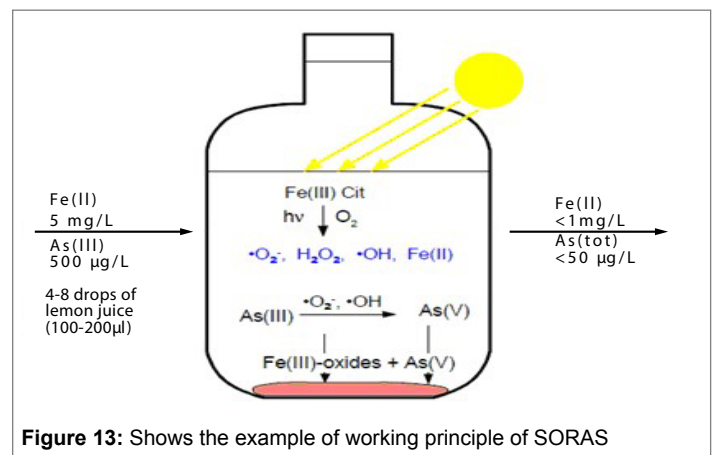 Fe(III) Cit
hν O₂
•O₂⁻, H₂O₂, •OH, Fe(II)
Fe(II)
5 mg/L
As(III)
500 µg/L
4-8 drops of
lemon juice
(100-200µl)
•O₂⁻, •OH
As(III) As(V)
Fe(III)-oxides + As(V)
Fe(II)
<1mg/L
As(tot)
<50 µg/L
Figure 13: Shows the example of working principle of SORAS